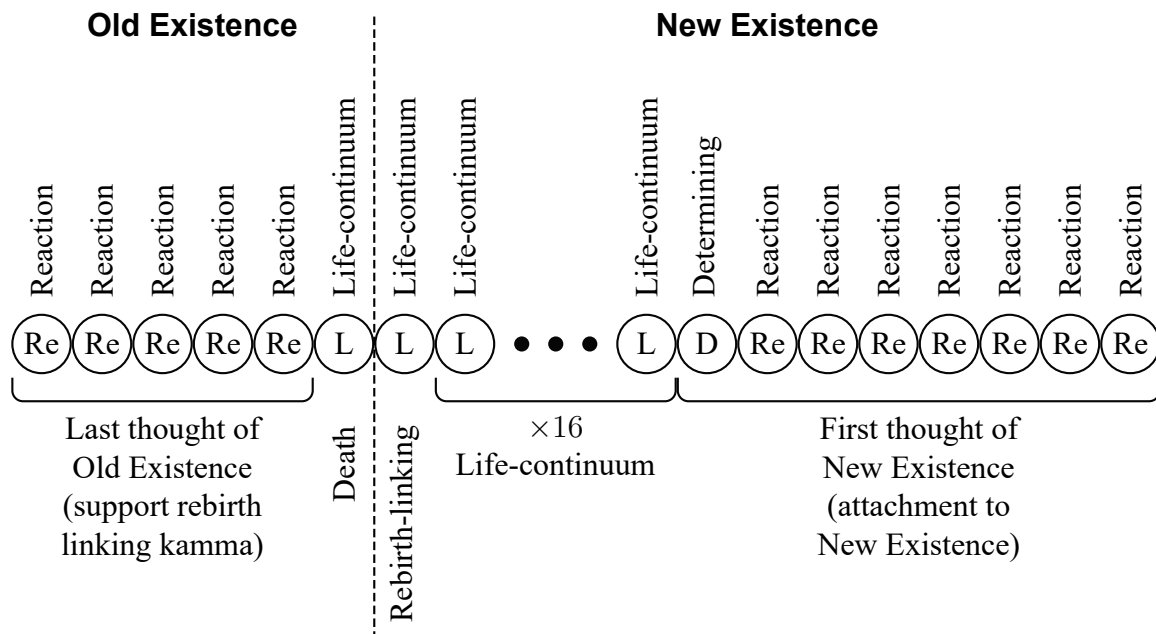 Old Existence
New Existence
Reaction
Reaction
Reaction
Reaction
Reaction
Life-continuum
Life-continuum
Life-continuum
Life-continuum
Determining
Reaction
Reaction
Reaction
Reaction
Reaction
Reaction
Reaction
Re
Re
Re
Re
Re
L
L
L
L
D
Re
Re
Re
Re
Re
Re
Re
Last thought of
Old Existence
(support rebirth
linking kamma)
Death
Rebirth-linking
×16
Life-continuum
First thought of
New Existence
(attachment to
New Existence)